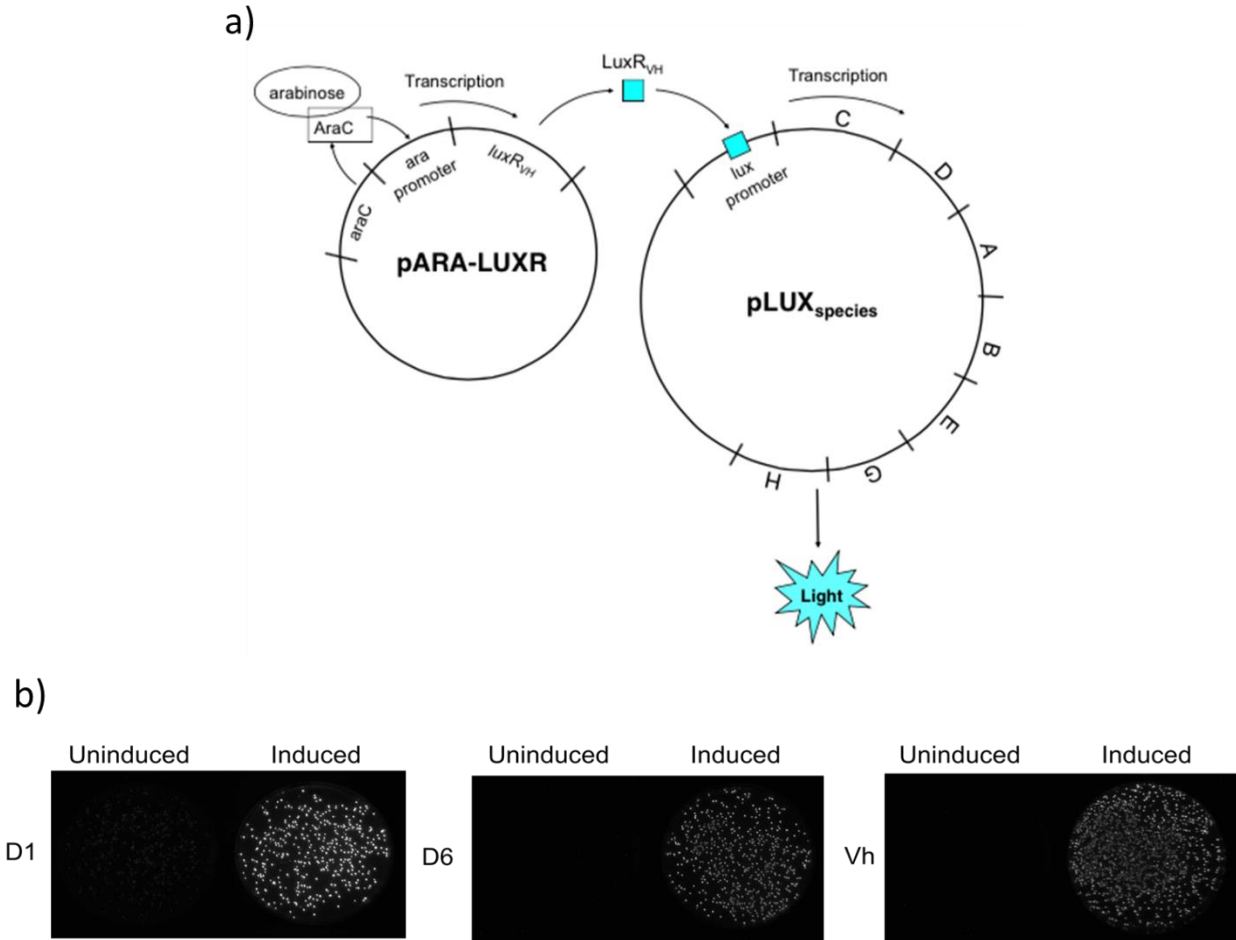 a)
arabinose
AraC
Transcription
ara
promoter
luxRVH
araC
pARA-LUXR
LuxRVH
Transcription
lux
promoter
C
D
A
B
E
G
H
pLUXspecies
Light
b)
Uninduced Induced
D1
Uninduced Induced
D6
Uninduced Induced
Vh